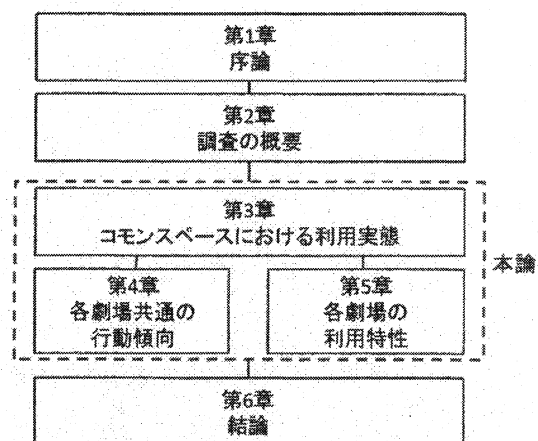 第1章
序論
第2章
調査の概要
第3章
コモンスペースにおける利用実態
本論
第4章
各劇場共通の
行動傾向
第5章
各劇場の
利用特性
第6章
結論